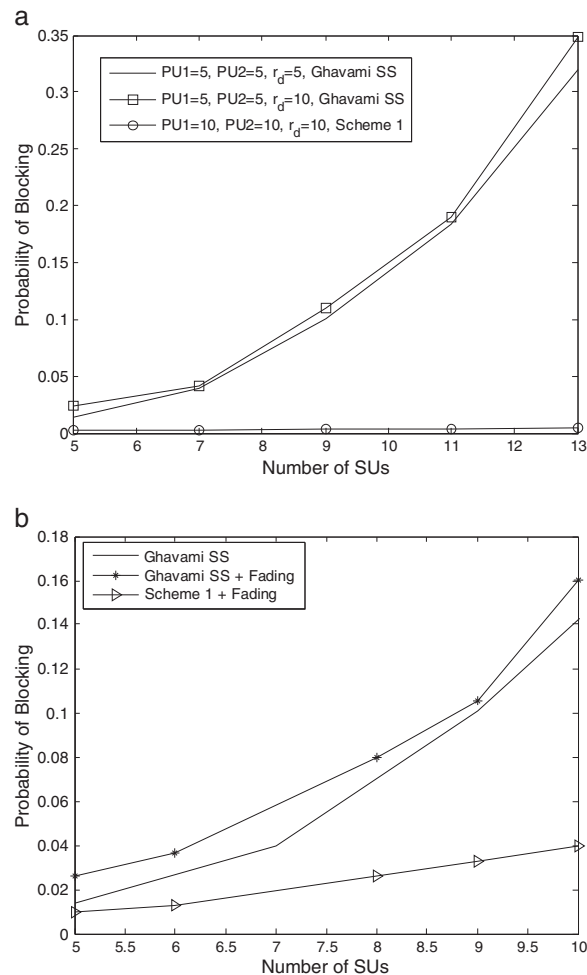 a
0.35
0.3
0.25
0.2
0.15
0.1
0.05
0
Probability of Blocking
PU1=5, PU2=5, r_d=5, Ghavami SS
PU1=5, PU2=5, r_d=10, Ghavami SS
PU1=10, PU2=10, r_d=10, Scheme 1
5 6 7 8 9 10 11 12 13
Number of SUs
b
0.18
0.16
0.14
0.12
0.1
0.08
0.06
0.04
0.02
0
Probability of Blocking
Ghavami SS
Ghavami SS + Fading
Scheme 1 + Fading
5 5.5 6 6.5 7 7.5 8 8.5 9 9.5 10
Number of SUs